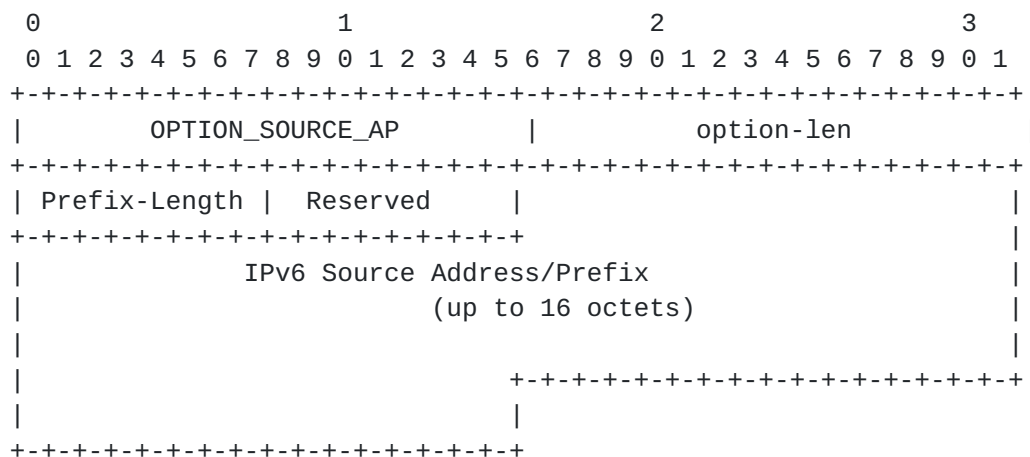 0                   1                   2                   3
 0 1 2 3 4 5 6 7 8 9 0 1 2 3 4 5 6 7 8 9 0 1 2 3 4 5 6 7 8 9 0 1
+-+-+-+-+-+-+-+-+-+-+-+-+-+-+-+-+-+-+-+-+-+-+-+-+-+-+-+-+-+-+-+-+
|        OPTION_SOURCE_AP        |          option-len
+-+-+-+-+-+-+-+-+-+-+-+-+-+-+-+-+-+-+-+-+-+-+-+-+-+-+-+-+-+-+-+-+
| Prefix-Length |  Reserved     |                               |
+-+-+-+-+-+-+-+-+-+-+-+-+-+-+-+-+                               |
|              IPv6 Source Address/Prefix                       |
|                          (up to 16 octets)                    |
|                                                               |
|                               +-+-+-+-+-+-+-+-+-+-+-+-+-+-+-+-+
|                               |
+-+-+-+-+-+-+-+-+-+-+-+-+-+-+-+-+